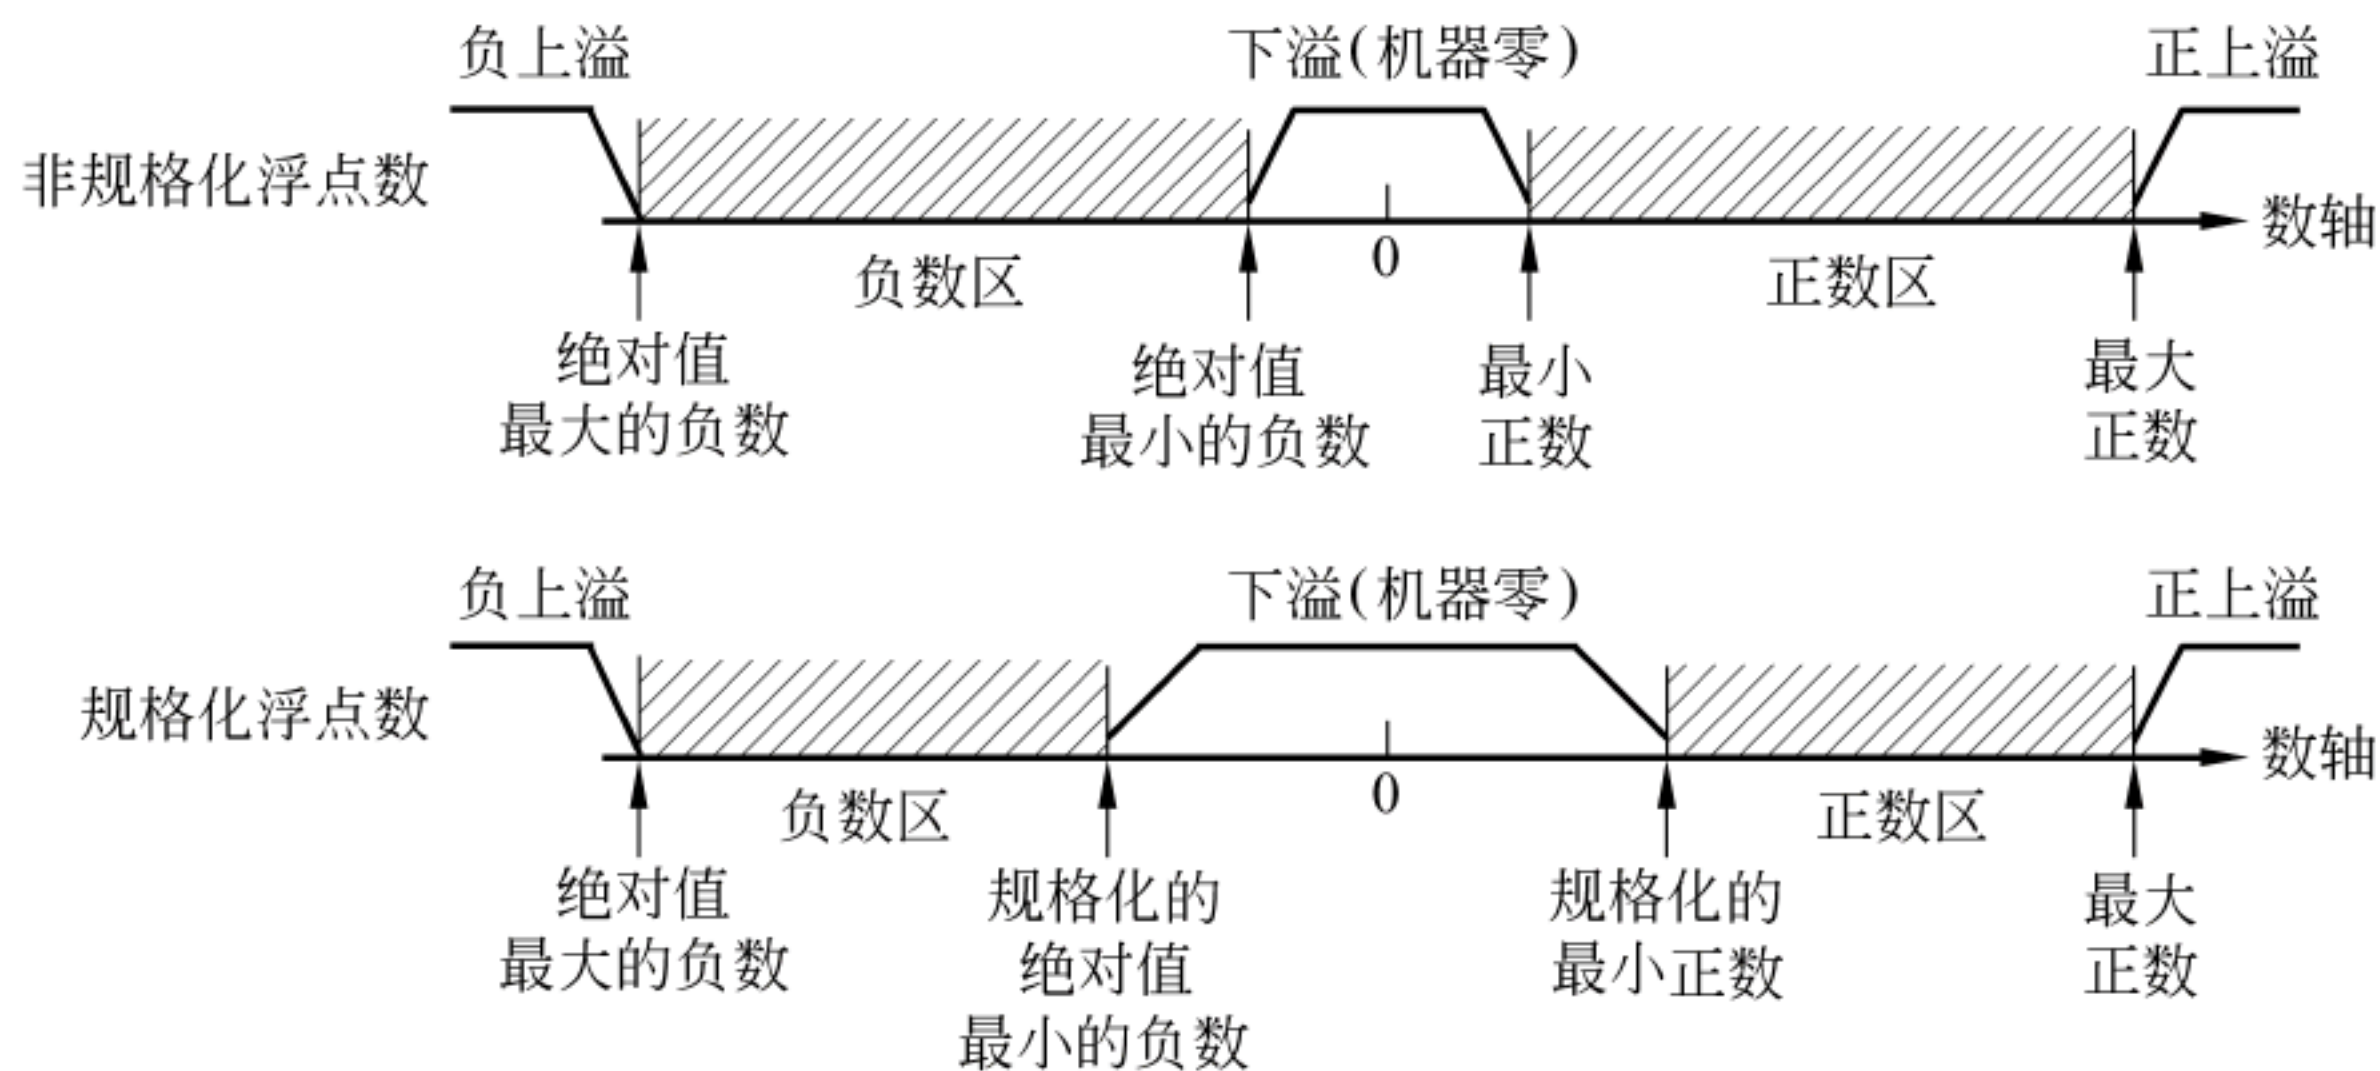 负上溢
下溢(机器零)
正上溢
非规格化浮点数
数轴
负数区
0
正数区
绝对值
最大的负数
绝对值
最小的负数
最小
正数
最大
正数
负上溢
下溢(机器零)
正上溢
规格化浮点数
数轴
负数区
0
正数区
绝对值
最大的负数
规格化的
绝对值
最小的负数
规格化的
最小正数
最大
正数